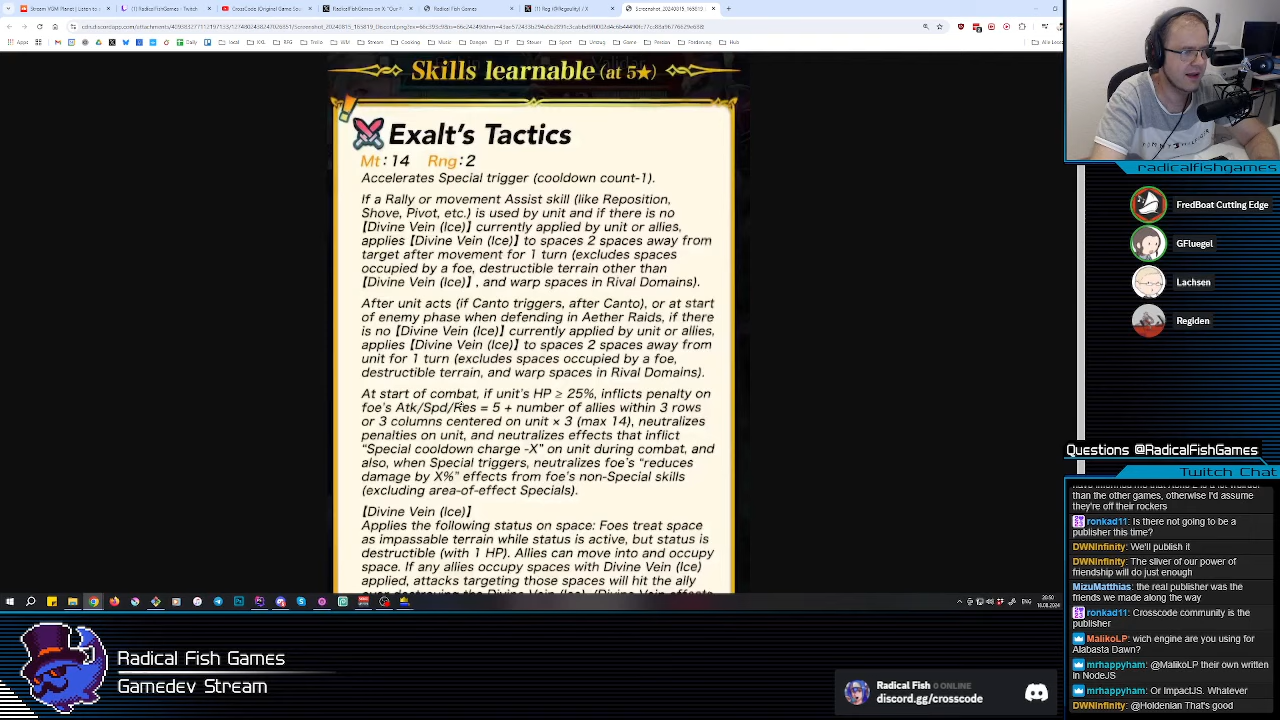 Skills learnable (at 5★)
Exalt's Tactics
Mt : 14 Rng : 2
Accelerates Special trigger (cooldown count-1).
If a Rally or movement Assist skill (like Reposition,
Shove, Pivot, etc.) is used by unit and if there is no
【Divine Vein (Ice)】 currently applied by unit or allies,
applies 【Divine Vein (Ice)】 to spaces 2 spaces away from
target after movement for 1 turn (excludes spaces
occupied by a foe, destructible terrain other than
【Divine Vein (Ice)】 , and warp spaces in Rival Domains).
After unit acts (if Canto triggers, after Canto), or at start
of enemy phase when defending in Aether Raids, if there
is no 【Divine Vein (Ice)】 currently applied by unit or allies,
applies 【Divine Vein (Ice)】 to spaces 2 spaces away from
unit for 1 turn (excludes spaces occupied by a foe,
destructible terrain, and warp spaces in Rival Domains).
At start of combat, if unit's HP ≥ 25%, inflicts penalty on
foe's Atk/Spd/Res = 5 + number of allies within 3 rows
or 3 columns centered on unit × 3 (max 14), neutralizes
penalties on unit, and neutralizes effects that inflict
"Special cooldown charge -X" on unit during combat, and
also, when Special triggers, neutralizes foe's "reduces
damage by X%" effects from foe's non-Special skills
(excluding area-of-effect Specials).
【Divine Vein (Ice)】
Applies the following status on space: Foes treat space
as impassable terrain while status is active, but status is
destructible (with 1 HP). Allies can move into and occupy
space. If any allies occupy spaces with Divine Vein (Ice)
applied, attacks targeting those spaces will hit the ally
radicalfishgames
FredBoat Cutting Edge
GFluegel
Lachsen
Regiden
Questions @RadicalFishGames
Twitch Chat
than the other games, otherwise I'd assume
they're off their rockers
ronkad11: Is there not going to be a
publisher this time?
DWNInfinity: We'll publish it
DWNInfinity: The sliver of our power of
friendship will do just enough
MizuMatthias: the real publisher was the
friends we made along the way
ronkad11: Crosscode community is the
publisher
MalikoLP: wich engine are you using for
Alabasta Dawn?
mrhappyham: @MalikoLP their own written
in NodeJS
mrhappyham: Or ImpactJS. Whatever
DWNInfinity: @Holdenlan That's good
Radical Fish Games
Gamedev Stream
Radical Fish 0 ONLINE
discord.gg/crosscode